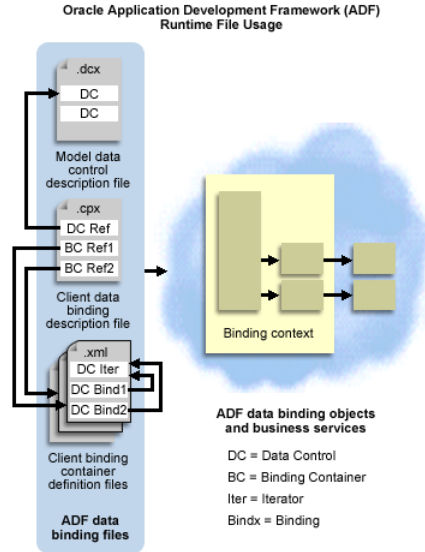 Oracle Application Development Framework (ADF)
Runtime File Usage
.dcx
DC
DC
Model data
control
description file
.cpx
DC Ref
BC Ref1
BC Ref2
Client data
binding
description file
.xml
DC Iter
DC Bind1
DC Bind2
Client binding
container
definition files
ADF data
binding files
Binding context
ADF data binding objects
and business services
DC = Data Control
BC = Binding Container
Iter = Iterator
Bindx = Binding